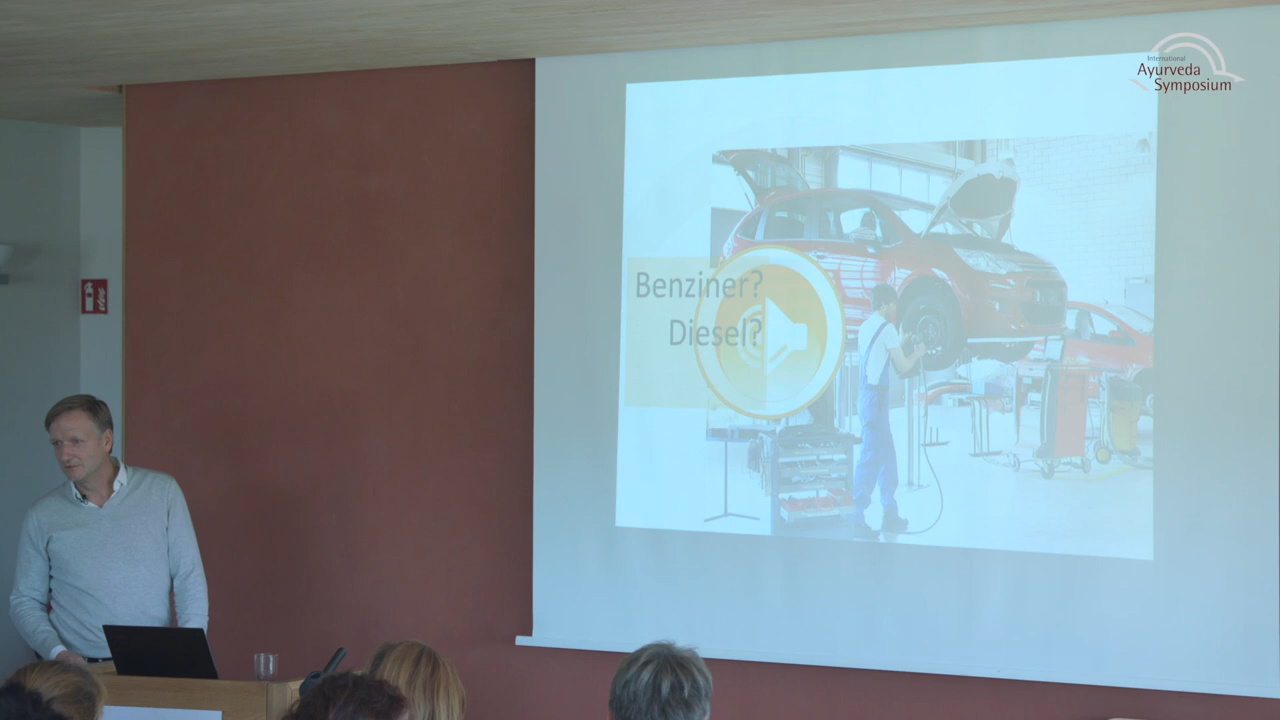 International
Ayurveda
Symposium
Benziner?
Diesel?